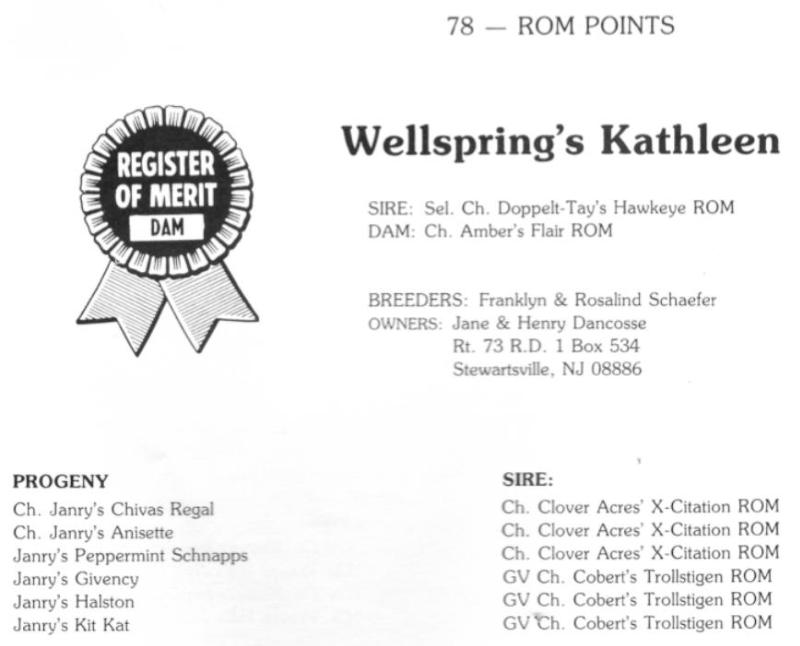 78 — ROM POINTS
REGISTER
OF MERIT
DAM
Wellspring's Kathleen
SIRE: Sel. Ch. Doppelt-Tay's Hawkeye ROM
DAM: Ch. Amber's Flair ROM
BREEDERS: Franklyn & Rosalind Schaefer
OWNERS: Jane & Henry Dancosse
Rt. 73 R.D. 1 Box 534
Stewartsville, NJ 08886
PROGENY
Ch. Janry's Chivas Regal
Ch. Janry's Anisette
Janry's Peppermint Schnapps
Janry's Givency
Janry's Halston
Janry's Kit Kat
SIRE:
Ch. Clover Acres' X-Citation ROM
Ch. Clover Acres' X-Citation ROM
Ch. Clover Acres' X-Citation ROM
GV Ch. Cobert's Trollstigen ROM
GV Ch. Cobert's Trollstigen ROM
GV Ch. Cobert's Trollstigen ROM